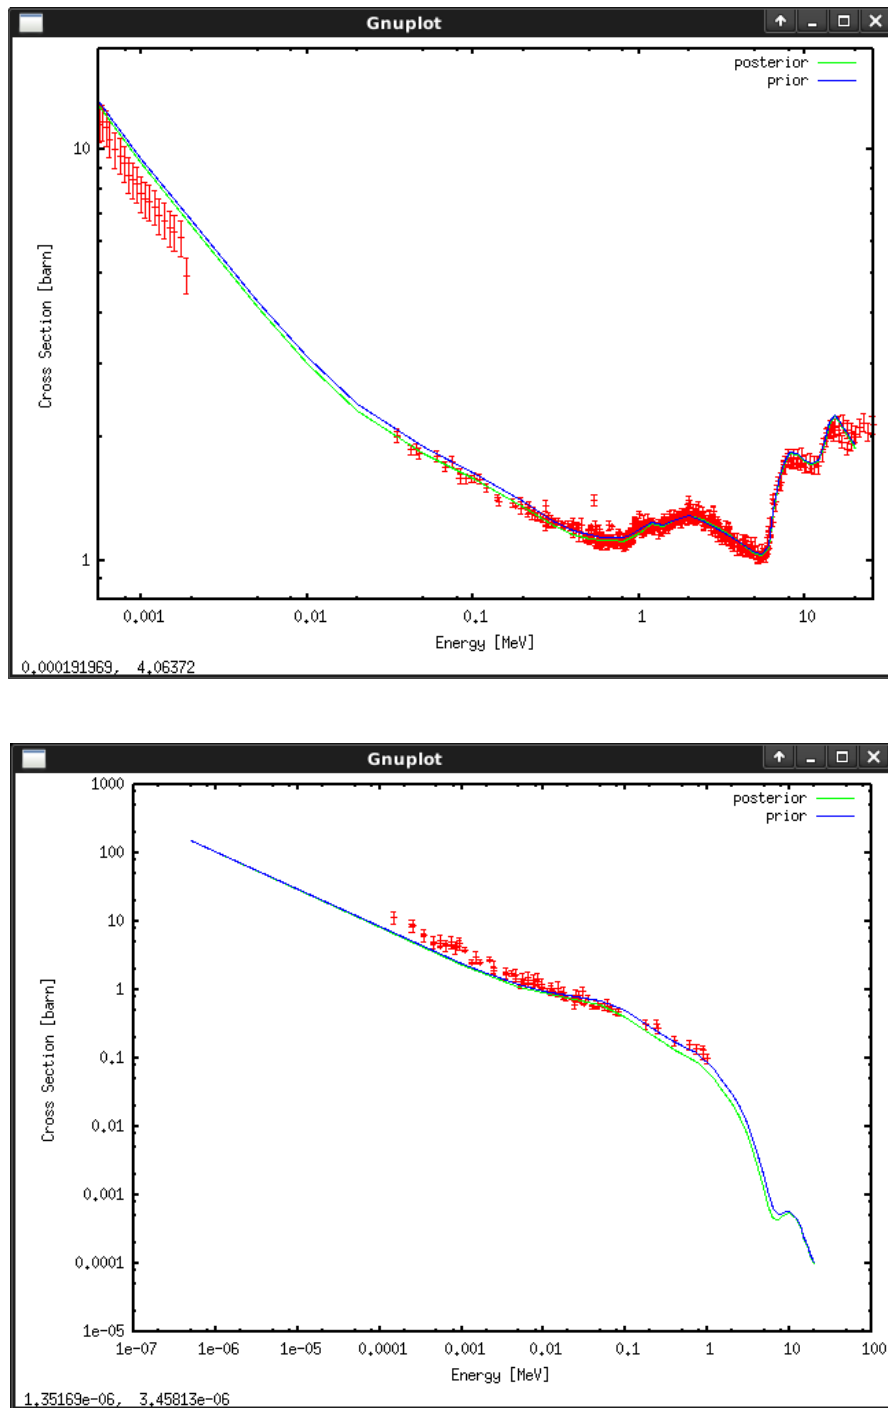 Gnuplot
posterior
prior
10
1
Cross Section [barn]
0.001 0.01 0.1 1 10
Energy [MeV]
0.000191969, 4.06372
Gnuplot
posterior
prior
1000
100
10
1
0.1
0.01
0.001
0.0001
1e-05
Cross Section [barn]
1e-07 1e-06 1e-05 0.0001 0.001 0.01 0.1 1 10 100
Energy [MeV]
1.35169e-06, 3.45813e-06